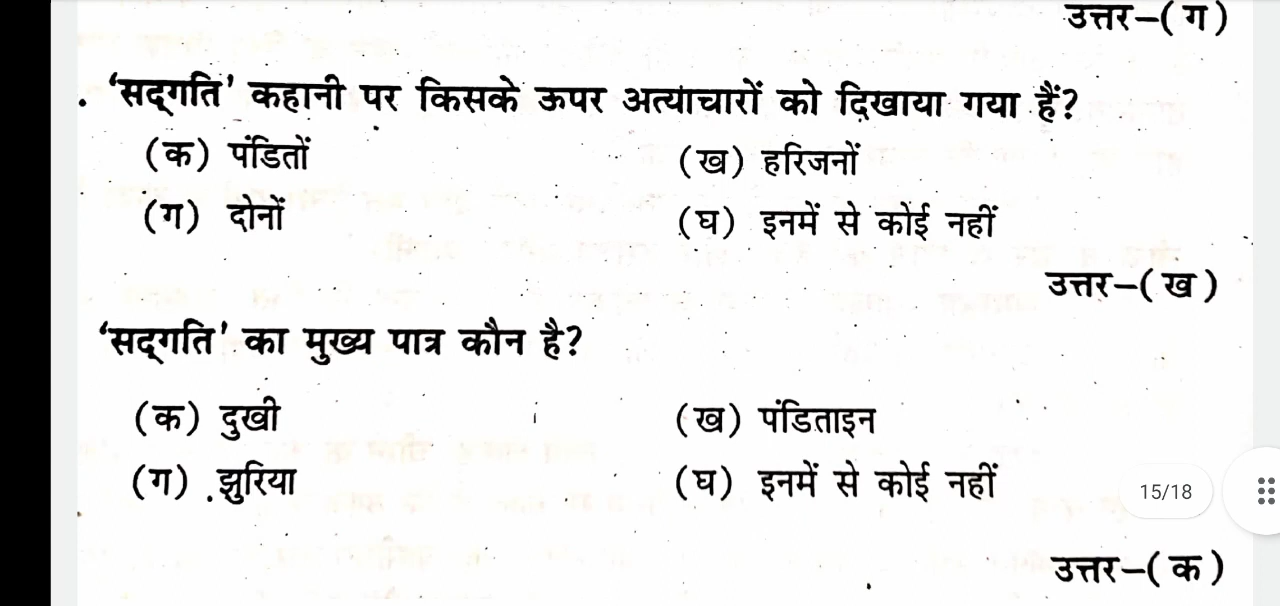 उत्तर–( ग )
. ‘सद्गति’ कहानी पर किसके ऊपर अत्याचारों को दिखाया गया हैं?
(क) पंडितों (ख) हरिजनों
(ग) दोनों (घ) इनमें से कोई नहीं
उत्तर–( ख )
‘सद्गति’ का मुख्य पात्र कौन है?
(क) दुखी (ख) पंडिताइन
(ग) झुरिया (घ) इनमें से कोई नहीं
15/18
उत्तर–( क )